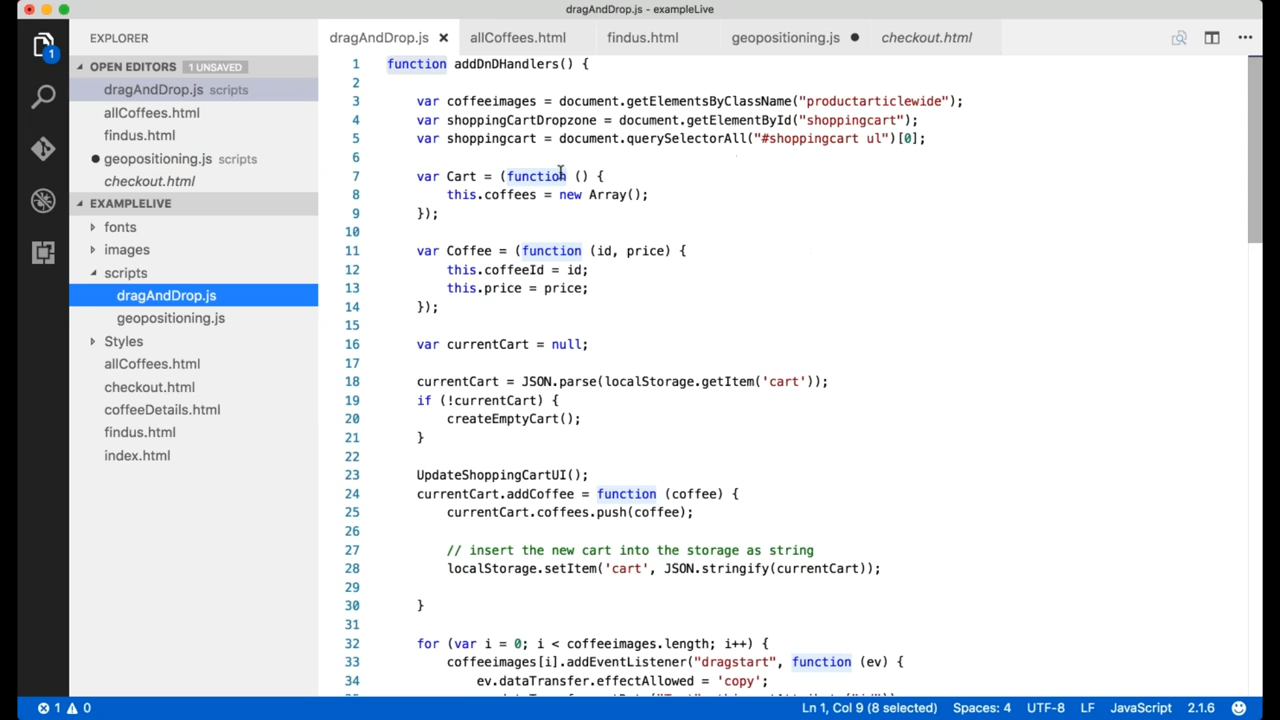 dragAndDrop.js — exampleLive
EXPLORER
dragAndDrop.js allCoffees.html findus.html geopositioning.js checkout.html
OPEN EDITORS 1 UNSAVED
dragAndDrop.js scripts
allCoffees.html
findus.html
geopositioning.js scripts
checkout.html
EXAMPLELIVE
fonts
images
scripts
dragAndDrop.js
geopositioning.js
Styles
allCoffees.html
checkout.html
coffeeDetails.html
findus.html
index.html
1 function addDnDHandlers() {
2
3 var coffeeimages = document.getElementsByClassName("productarticlewide");
4 var shoppingCartDropzone = document.getElementById("shoppingcart");
5 var shoppingcart = document.querySelectorAll("#shoppingcart ul")[0];
6
7 var Cart = (function () {
8 this.coffees = new Array();
9 });
10
11 var Coffee = (function (id, price) {
12 this.coffeeId = id;
13 this.price = price;
14 });
15
16 var currentCart = null;
17
18 currentCart = JSON.parse(localStorage.getItem('cart'));
19 if (!currentCart) {
20 createEmptyCart();
21 }
22
23 UpdateShoppingCartUI();
24 currentCart.addCoffee = function (coffee) {
25 currentCart.coffees.push(coffee);
26
27 // insert the new cart into the storage as string
28 localStorage.setItem('cart', JSON.stringify(currentCart));
29
30 }
31
32 for (var i = 0; i < coffeeimages.length; i++) {
33 coffeeimages[i].addEventListener("dragstart", function (ev) {
34 ev.dataTransfer.effectAllowed = 'copy';
1 0 Ln 1, Col 9 (8 selected) Spaces: 4 UTF-8 LF JavaScript 2.1.6